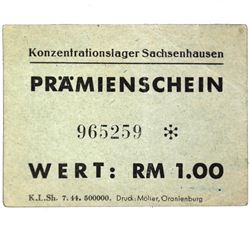 Konzentrationslager Sachsenhausen
PRÄMIENSCHEIN
965259 *
WERT: RM 1.00
K.L.Sh. 7. 44. 500000. Druck: Möller, Oranienburg